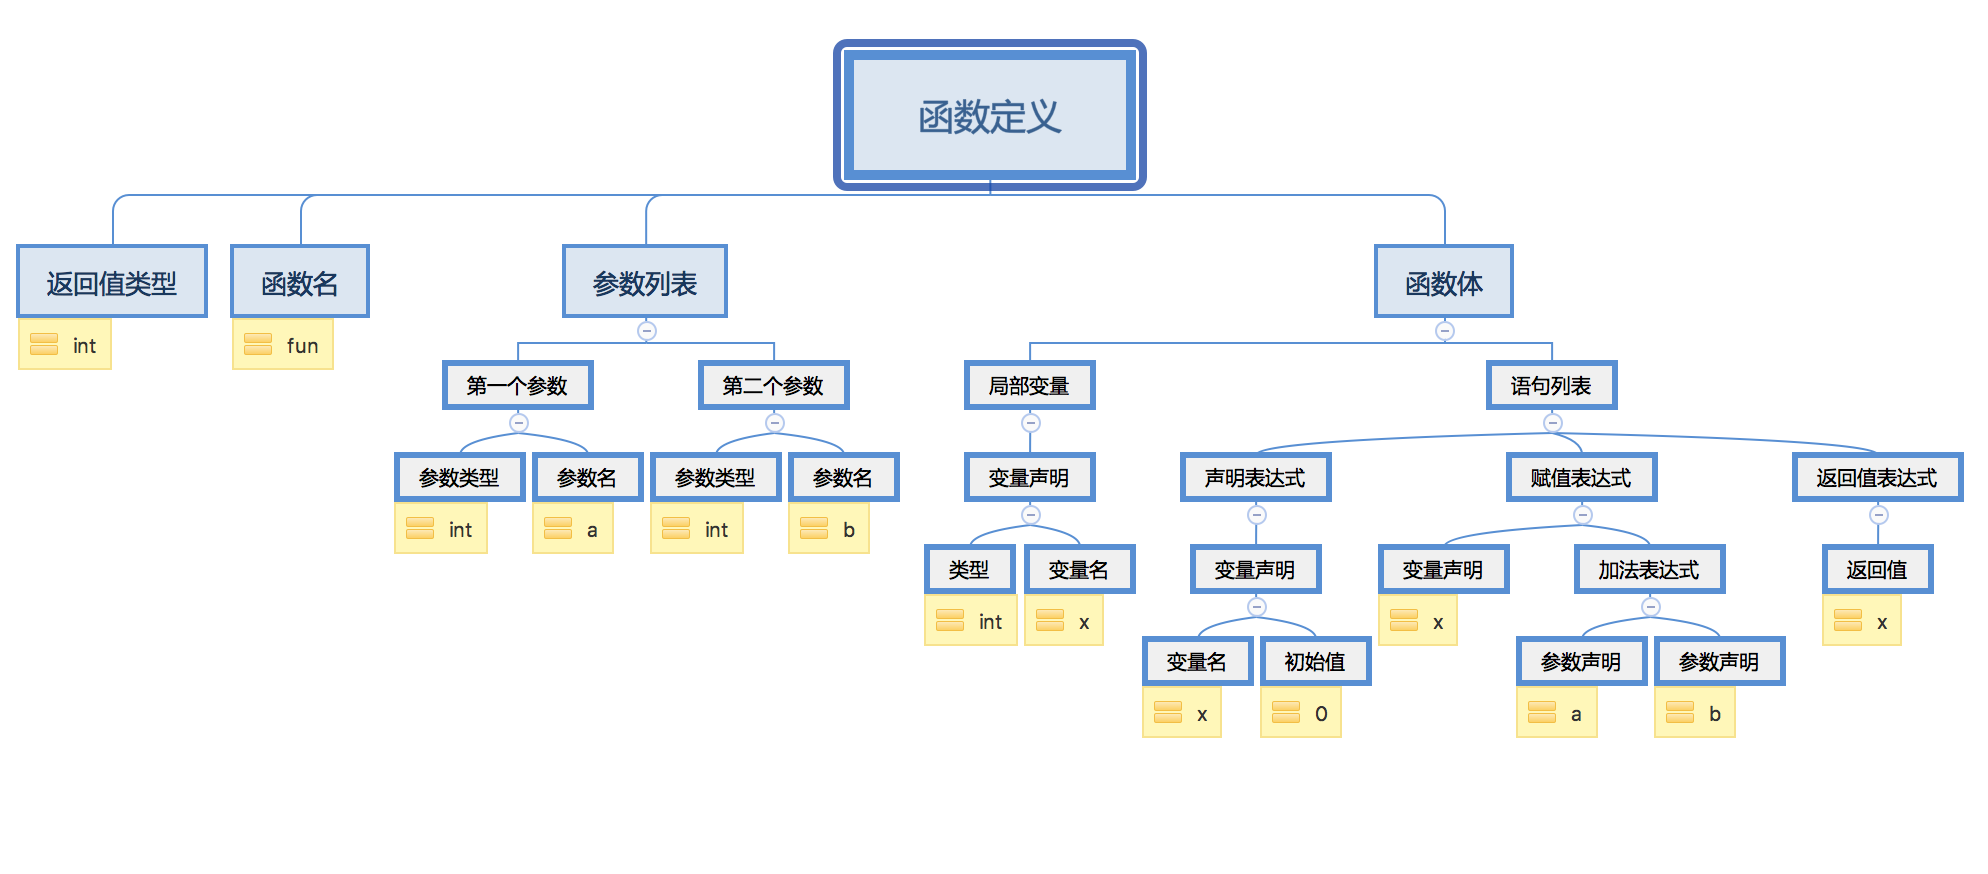 函数定义
返回值类型
函数名
参数列表
函数体
int
fun
第一个参数
第二个参数
局部变量
语句列表
参数类型
参数名
参数类型
参数名
变量声明
声明表达式
赋值表达式
返回值表达式
int
a
int
b
类型
变量名
变量声明
变量声明
加法表达式
返回值
int
x
x
x
变量名
初始值
参数声明
参数声明
x
0
a
b